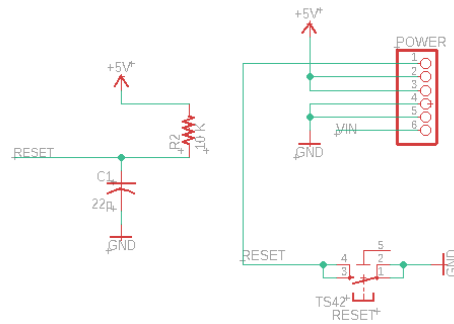 +5V
R2
10 K
RESET
C1
22n
GND
+5V
POWER
1
2
3
4
5
6
VIN
GND
RESET
4
3
5
2
1
GND
TS42
RESET